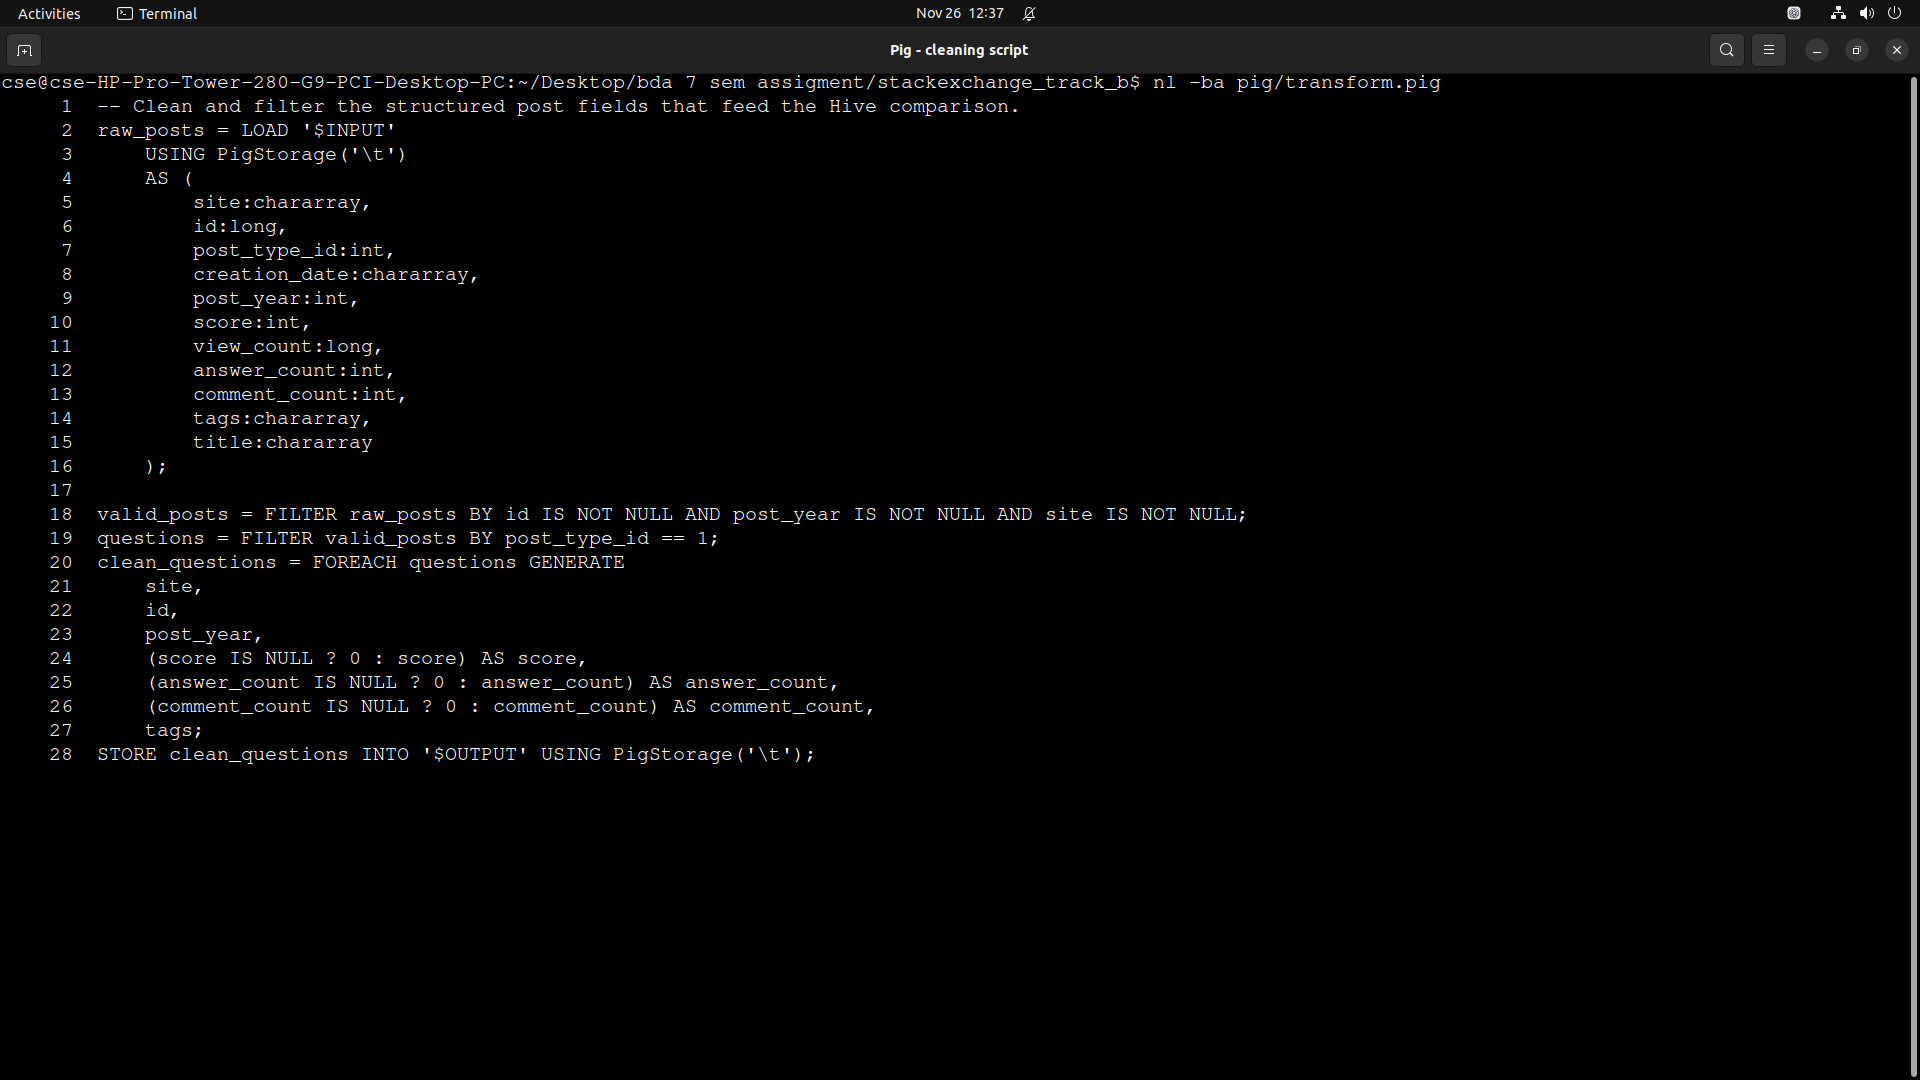 Activities Terminal Nov 26 12:37
Pig - cleaning script
cse@cse-HP-Pro-Tower-280-G9-PCI-Desktop-PC:~/Desktop/bda 7 sem assigment/stackexchange_track_b$ nl -ba pig/transform.pig
     1  -- Clean and filter the structured post fields that feed the Hive comparison.
     2  raw_posts = LOAD '$INPUT'
     3      USING PigStorage('\t')
     4      AS (
     5          site:chararray,
     6          id:long,
     7          post_type_id:int,
     8          creation_date:chararray,
     9          post_year:int,
    10          score:int,
    11          view_count:long,
    12          answer_count:int,
    13          comment_count:int,
    14          tags:chararray,
    15          title:chararray
    16      );
    17
    18  valid_posts = FILTER raw_posts BY id IS NOT NULL AND post_year IS NOT NULL AND site IS NOT NULL;
    19  questions = FILTER valid_posts BY post_type_id == 1;
    20  clean_questions = FOREACH questions GENERATE
    21      site,
    22      id,
    23      post_year,
    24      (score IS NULL ? 0 : score) AS score,
    25      (answer_count IS NULL ? 0 : answer_count) AS answer_count,
    26      (comment_count IS NULL ? 0 : comment_count) AS comment_count,
    27      tags;
    28  STORE clean_questions INTO '$OUTPUT' USING PigStorage('\t');